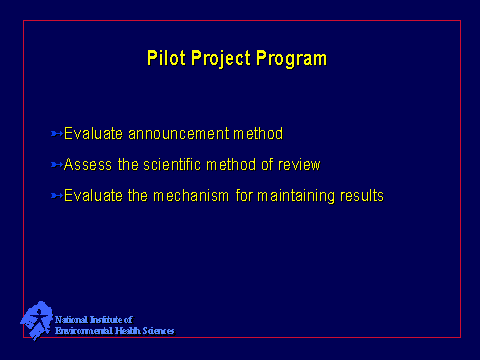 Pilot Project Program
Evaluate announcement method
Assess the scientific method of review
Evaluate the mechanism for maintaining results
National Institute of
Environmental Health Sciences